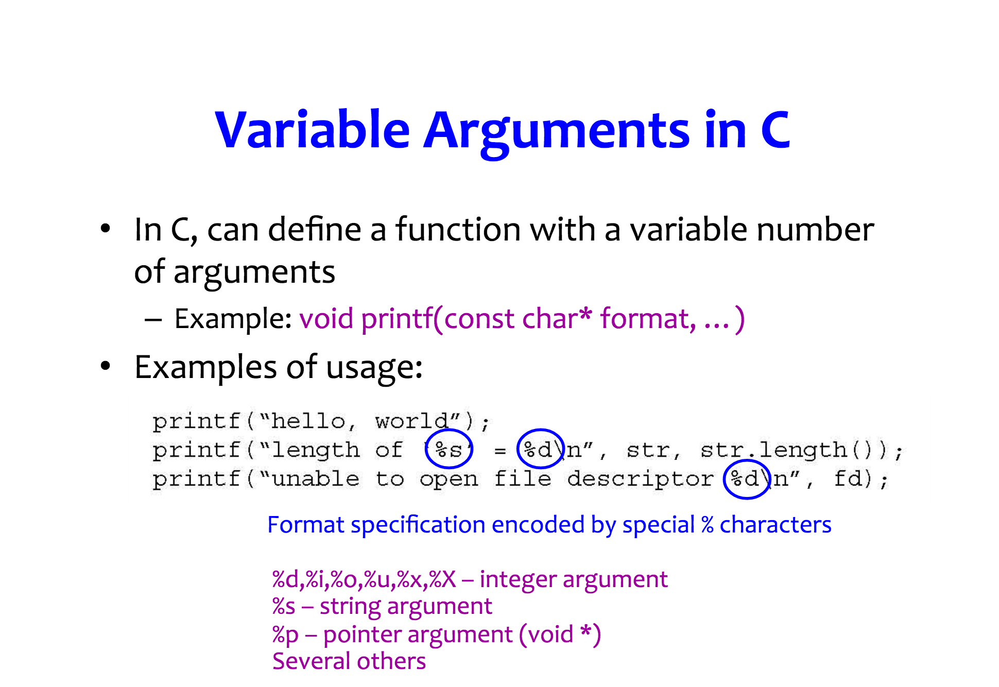 Variable Arguments in C
• In C, can define a function with a variable number
of arguments
– Example: void printf(const char* format, … )
• Examples of usage:
printf(“hello, world”);
printf(“length of ‘%s’ = %d\n”, str, str.length());
printf(“unable to open file descriptor %d\n”, fd);
Format specification encoded by special % characters
%d,%i,%o,%u,%x,%X – integer argument
%s – string argument
%p – pointer argument (void *)
Several others